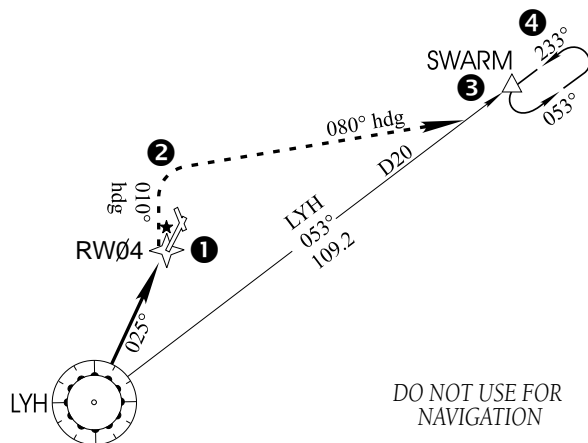 4
233°
SWARM
3
053°
080° hdg
2
D20
010°
hdg
LYH
053°
109.2
RWØ4
1
025°
LYH
DO NOT USE FOR
NAVIGATION